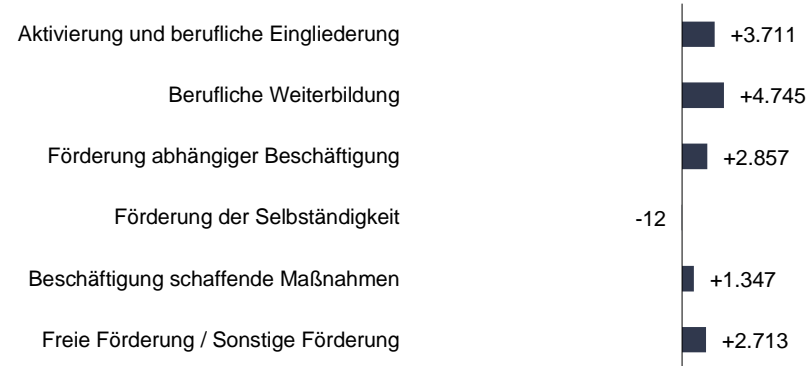 Aktivierung und berufliche Eingliederung +3.711
Berufliche Weiterbildung +4.745
Förderung abhängiger Beschäftigung +2.857
Förderung der Selbständigkeit -12
Beschäftigung schaffende Maßnahmen +1.347
Freie Förderung / Sonstige Förderung +2.713